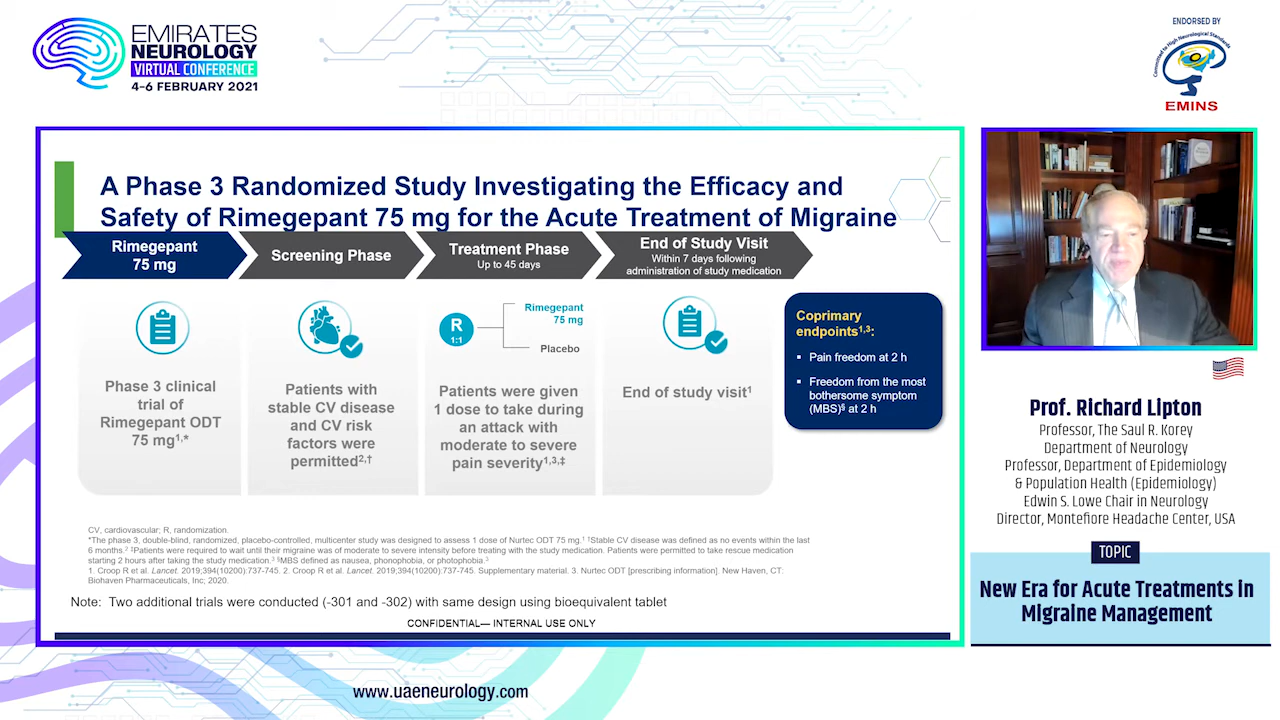 EMIRATES
NEUROLOGY
VIRTUAL CONFERENCE
4-6 FEBRUARY 2021
ENDORSED BY
Committed to High Neurological Standards
EMINS
A Phase 3 Randomized Study Investigating the Efficacy and
Safety of Rimegepant 75 mg for the Acute Treatment of Migraine
Rimegepant
75 mg
Screening Phase
Treatment Phase
Up to 45 days
End of Study Visit
Within 7 days following
administration of study medication
Phase 3 clinical
trial of
Rimegepant ODT
75 mg¹,*
Patients with
stable CV disease
and CV risk
factors were
permitted²,†
R
1:1
Rimegepant
75 mg
Placebo
Patients were given
1 dose to take during
an attack with
moderate to severe
pain severity¹,³,‡
End of study visit¹
Coprimary
endpoints¹,³:
▪ Pain freedom at 2 h
▪ Freedom from the most
bothersome symptom
(MBS)§ at 2 h
CV, cardiovascular; R, randomization.
*The phase 3, double-blind, randomized, placebo-controlled, multicenter study was designed to assess 1 dose of Nurtec ODT 75 mg.¹ †Stable CV disease was defined as no events within the last
6 months.² ‡Patients were required to wait until their migraine was of moderate to severe intensity before treating with the study medication. Patients were permitted to take rescue medication
starting 2 hours after taking the study medication.³ §MBS defined as nausea, phonophobia, or photophobia.³
1. Croop R et al. Lancet. 2019;394(10200):737-745. 2. Croop R et al. Lancet. 2019;394(10200):737-745. Supplementary material. 3. Nurtec ODT [prescribing information]. New Haven, CT:
Biohaven Pharmaceuticals, Inc; 2020.
Note: Two additional trials were conducted (-301 and -302) with same design using bioequivalent tablet
CONFIDENTIAL— INTERNAL USE ONLY
Prof. Richard Lipton
Professor, The Saul R. Korey
Department of Neurology
Professor, Department of Epidemiology
& Population Health (Epidemiology)
Edwin S. Lowe Chair in Neurology
Director, Montefiore Headache Center, USA
TOPIC
New Era for Acute Treatments in
Migraine Management
www.uaeneurology.com